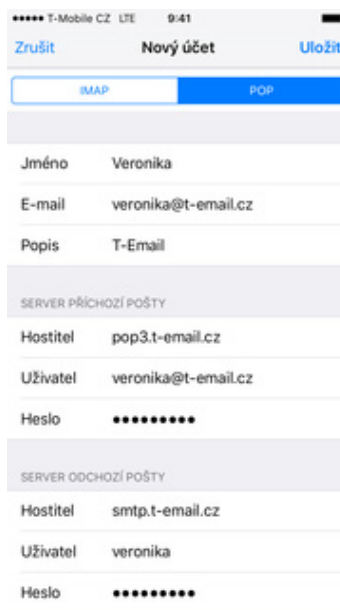 T-Mobile CZ LTE 9:41
Zrušit Nový účet Uložit
IMAP POP
Jméno Veronika
E-mail veronika@t-email.cz
Popis T-Email
SERVER PŘÍCHOZÍ POŠTY
Hostitel pop3.t-email.cz
Uživatel veronika@t-email.cz
Heslo ●●●●●●●●●
SERVER ODCHOZÍ POŠTY
Hostitel smtp.t-email.cz
Uživatel veronika
Heslo ●●●●●●●●●